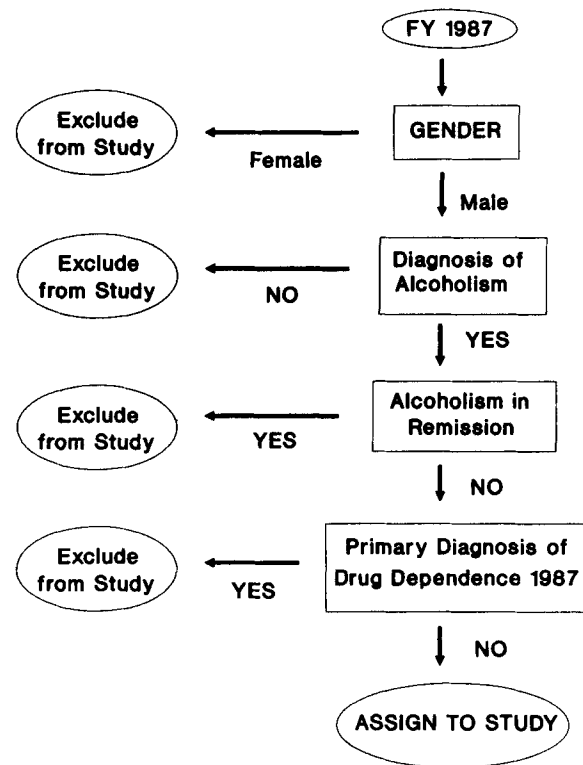 FY 1987
Exclude
from Study
GENDER
Female
Male
Exclude
from Study
Diagnosis of
Alcoholism
NO
YES
Exclude
from Study
Alcoholism in
Remission
YES
NO
Exclude
from Study
Primary Diagnosis of
Drug Dependence 1987
YES
NO
ASSIGN TO STUDY